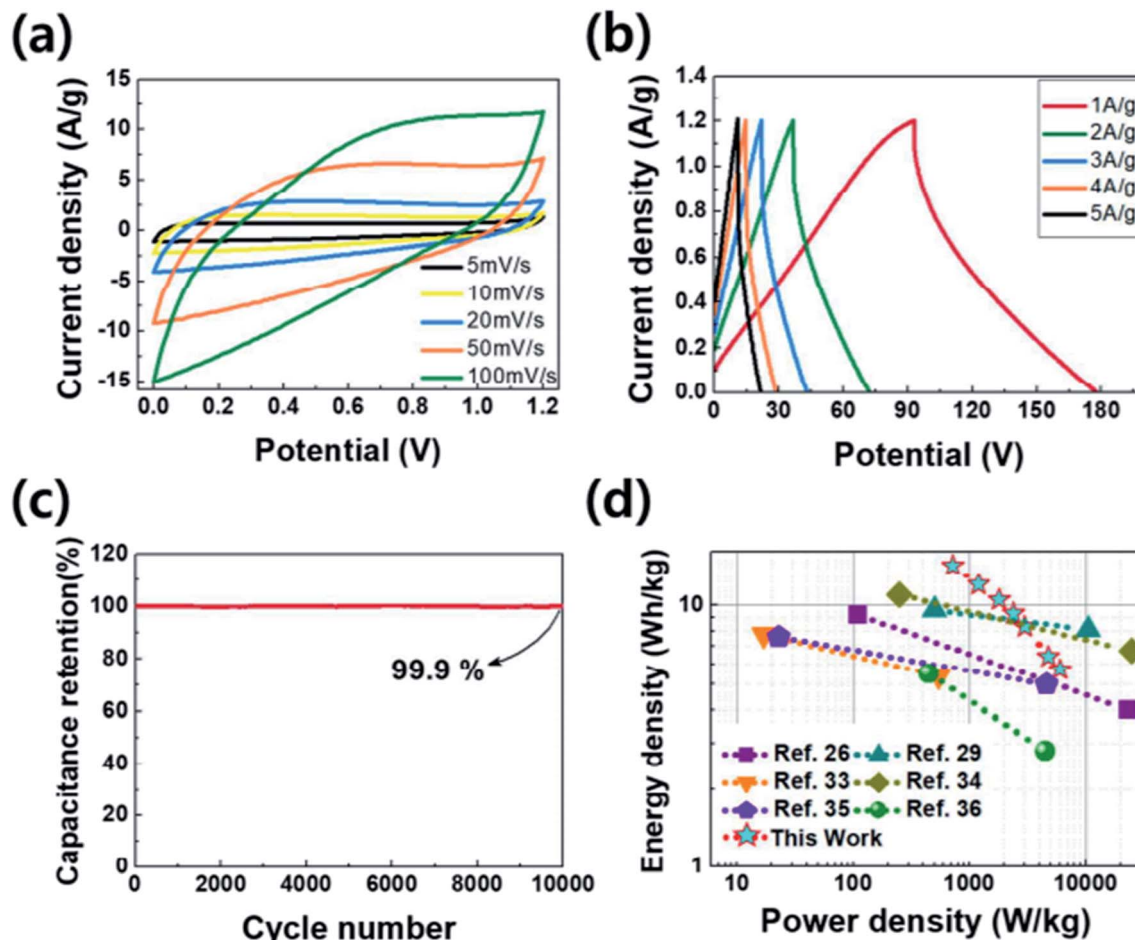 (a)
Current density (A/g)
15
10
5
0
-5
-10
-15
5mV/s
10mV/s
20mV/s
50mV/s
100mV/s
0.0 0.2 0.4 0.6 0.8 1.0 1.2
Potential (V)
(b)
Current density (A/g)
1.4
1.2
1.0
0.8
0.6
0.4
0.2
0.0
1A/g
2A/g
3A/g
4A/g
5A/g
0 30 60 90 120 150 180
Potential (V)
(c)
Capacitance retention(%)
120
100
80
60
40
20
0
99.9 %
0 2000 4000 6000 8000 10000
Cycle number
(d)
Energy density (Wh/kg)
10
1
Ref. 26 Ref. 29
Ref. 33 Ref. 34
Ref. 35 Ref. 36
This Work
10 100 1000 10000
Power density (W/kg)